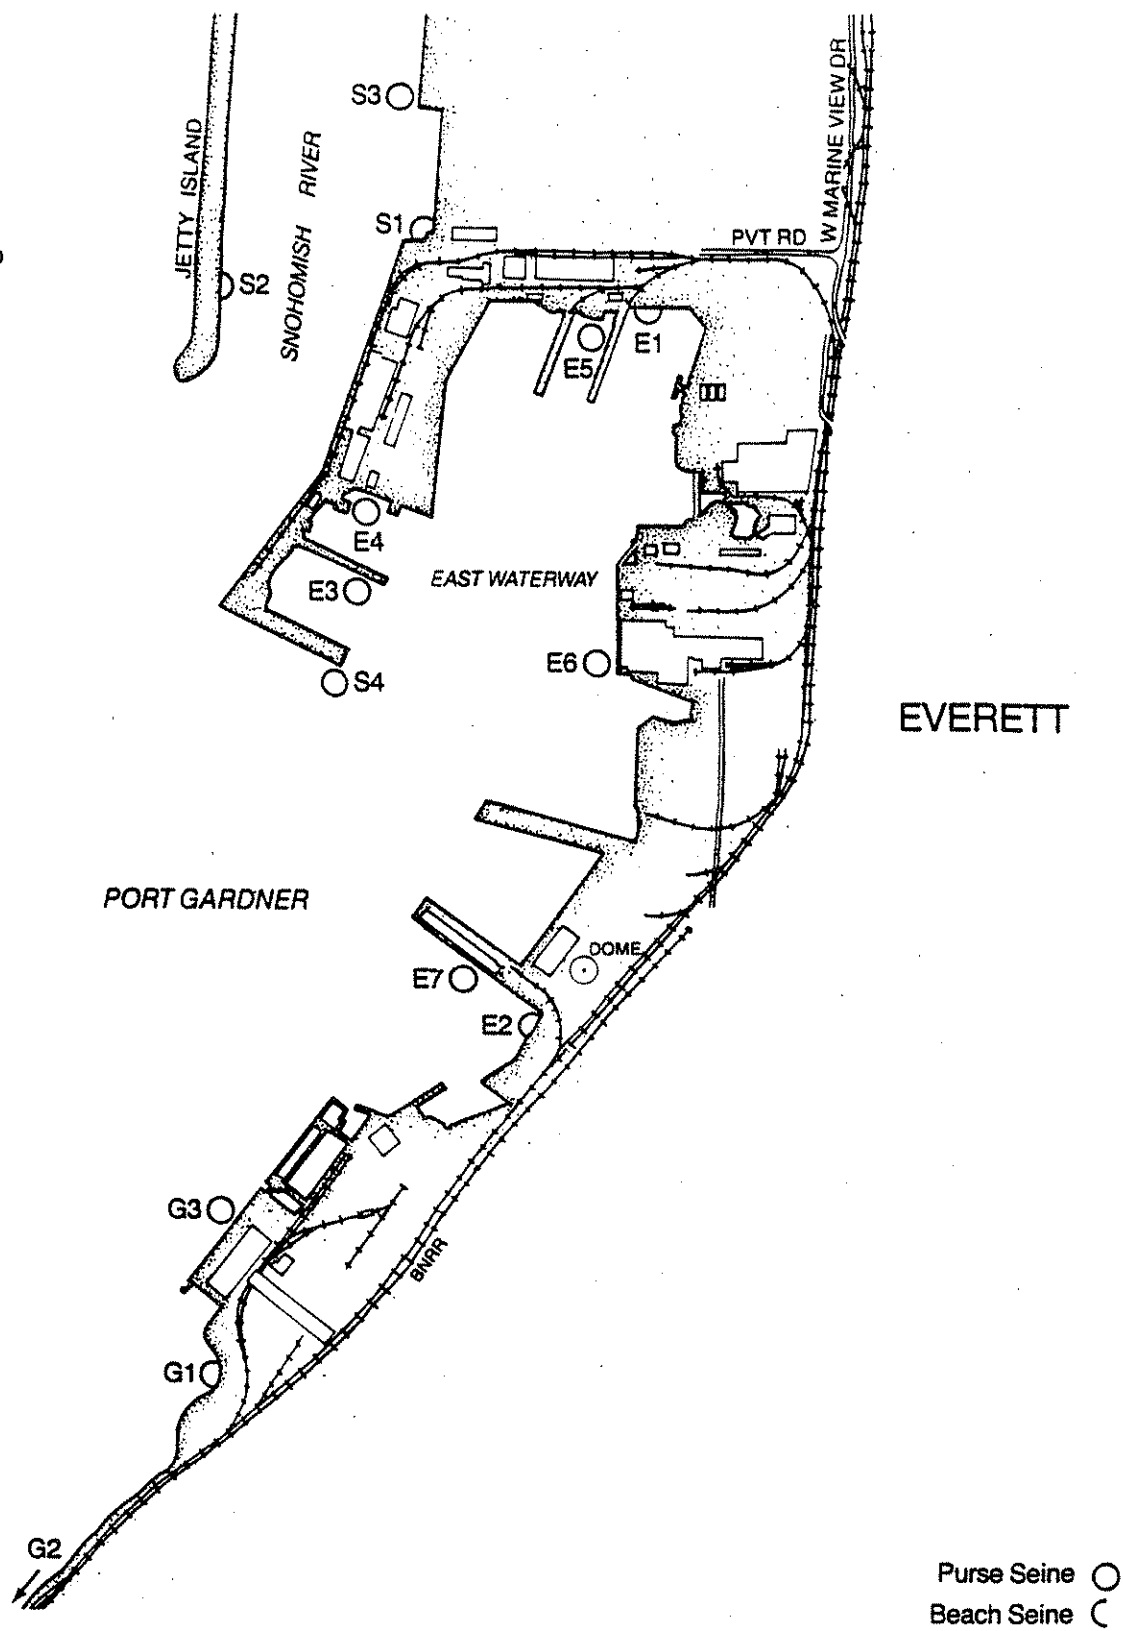 S3
JETTY ISLAND
SNOHOMISH RIVER
W MARINE VIEW DR
S1
PVT RD
S2
E5
E1
E4
EAST WATERWAY
E3
E6
S4
EVERETT
PORT GARDNER
DOME
E7
E2
G3
BNRR
G1
G2
Purse Seine
Beach Seine